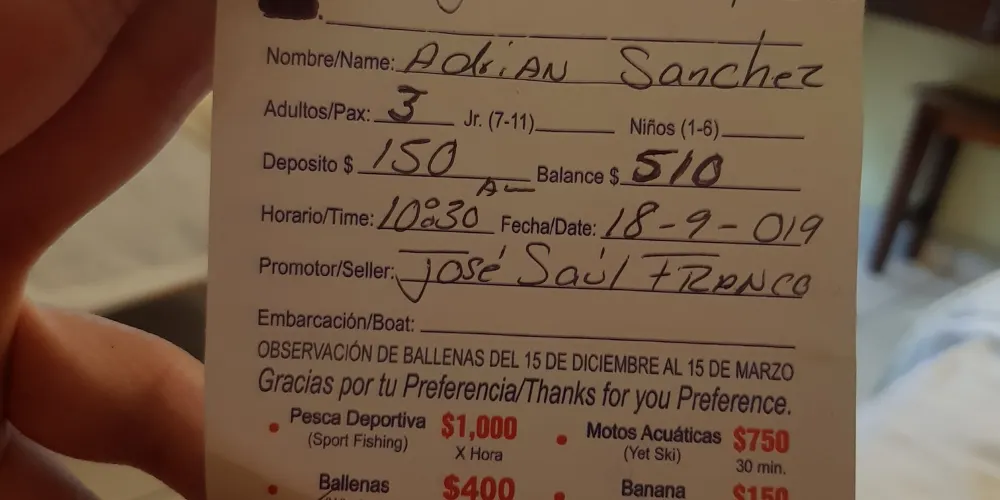 Nombre/Name: Adrian Sanchez
Adultos/Pax: 3 Jr. (7-11) Niños (1-6)
Deposito $ 150 Balance $ 510
Horario/Time: 10:30 AM Fecha/Date: 18-9-019
Promotor/Seller: José Saúl Franco
Embarcación/Boat:
OBSERVACIÓN DE BALLENAS DEL 15 DE DICIEMBRE AL 15 DE MARZO
Gracias por tu Preferencia/Thanks for you Preference.
• Pesca Deportiva $1,000 • Motos Acuáticas $750
(Sport Fishing) X Hora (Yet Ski) 30 min.
• Ballenas $400 • Banana $150